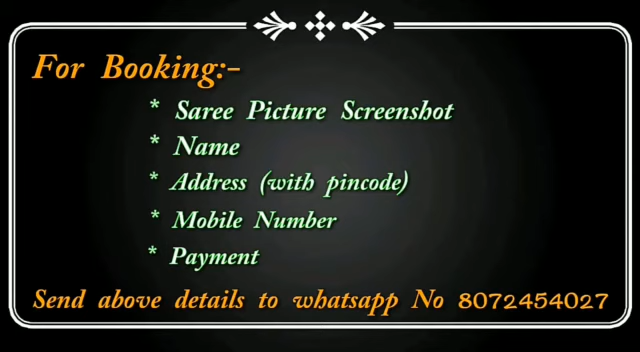 For Booking:-
* Saree Picture Screenshot
* Name
* Address (with pincode)
* Mobile Number
* Payment
Send above details to whatsapp No 8072454027